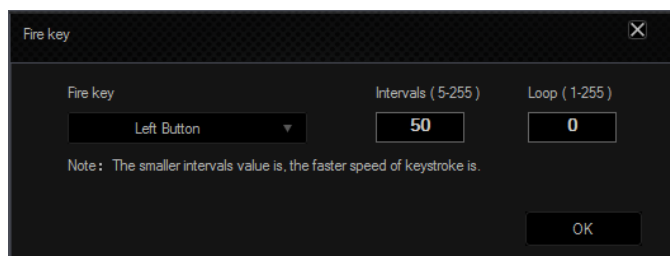 Fire key
Fire key Intervals ( 5-255 ) Loop ( 1-255 )
Left Button 50 0
Note： The smaller intervals value is, the faster speed of keystroke is.
OK